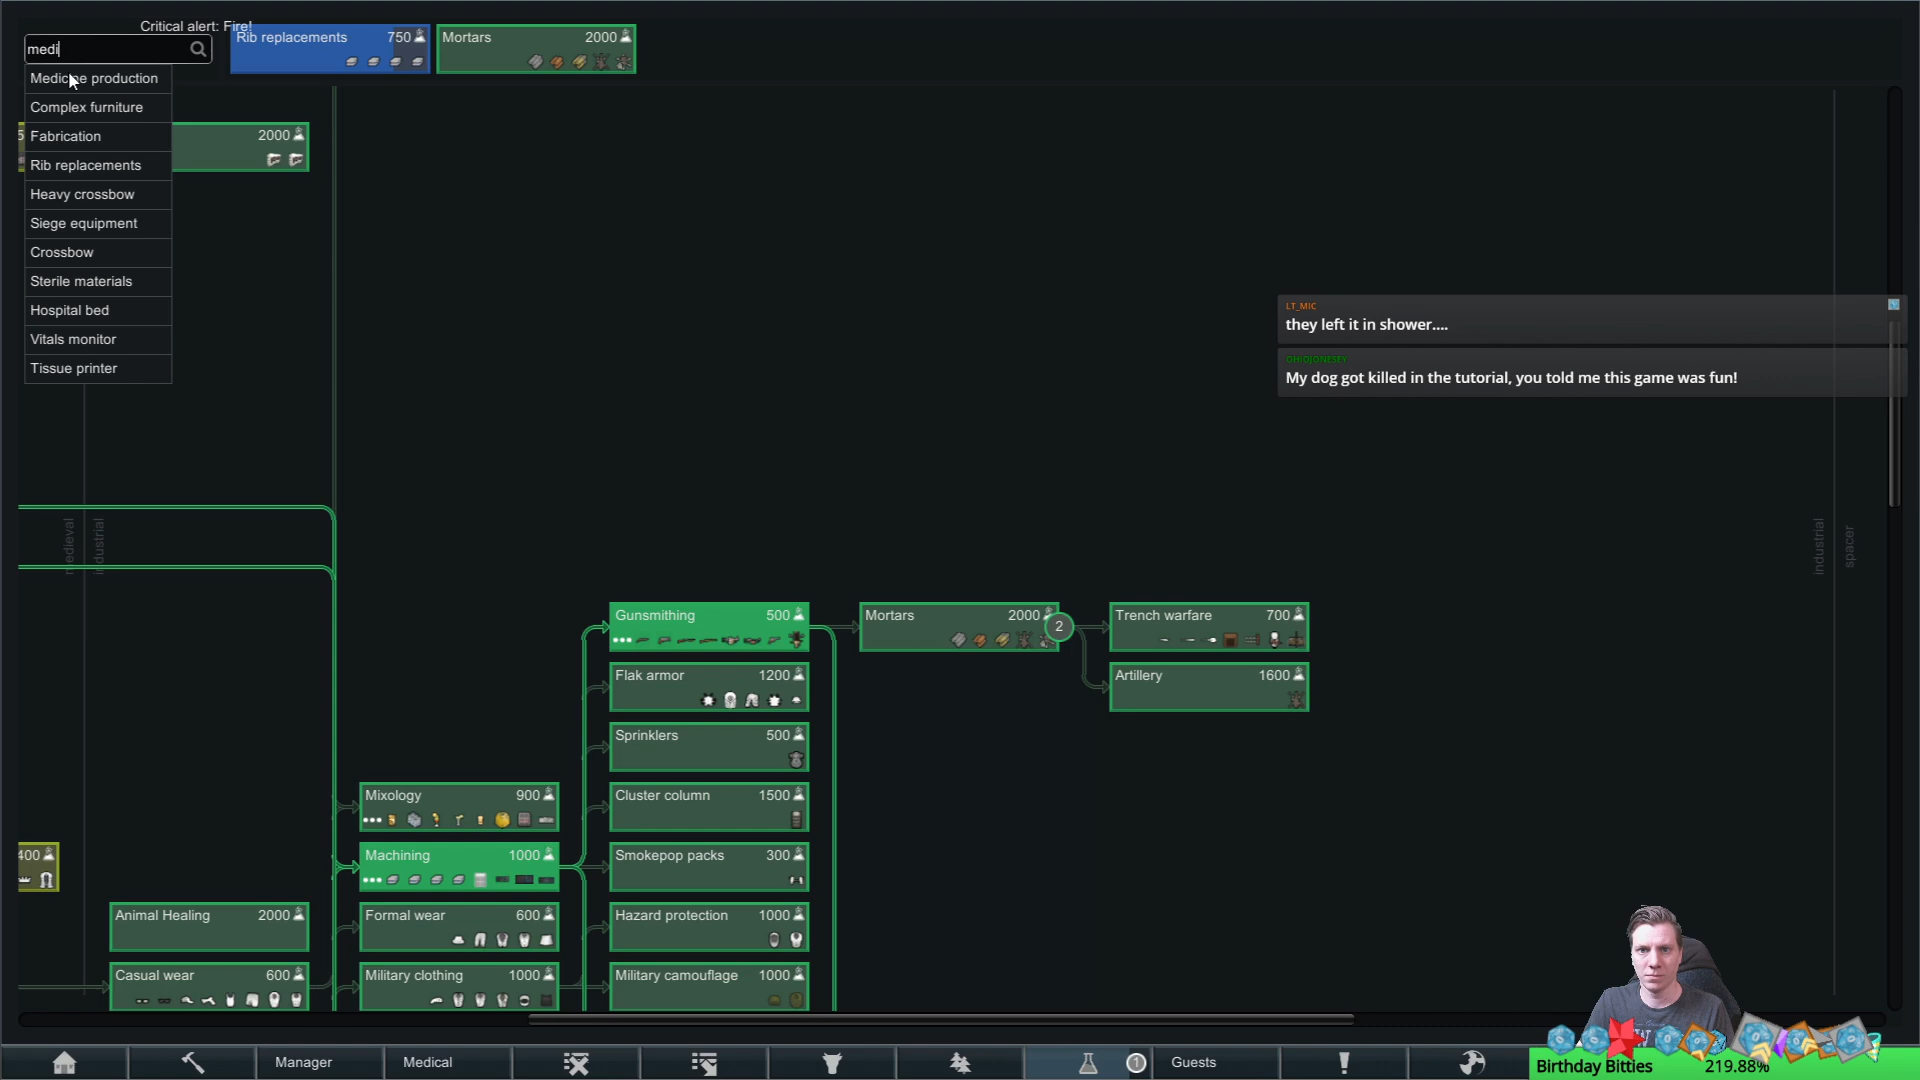 Critical alert: Fire!
medi
Medicine production
Complex furniture
Fabrication
Rib replacements
Heavy crossbow
Siege equipment
Crossbow
Sterile materials
Hospital bed
Vitals monitor
Tissue printer
Rib replacements 750
Mortars 2000
2000
LT_MIC
they left it in shower....
OHIOJONESEY
My dog got killed in the tutorial, you told me this game was fun!
medieval
industrial
industrial
spacer
Gunsmithing 500
Mortars 2000
2
Trench warfare 700
Flak armor 1200
Artillery 1600
Sprinklers 500
Mixology 900
Cluster column 1500
400
Machining 1000
Smokepop packs 300
Animal Healing 2000
Formal wear 600
Hazard protection 1000
Casual wear 600
Military clothing 1000
Military camouflage 1000
Manager
Medical
1
Guests
Birthday Bitties 219.88%